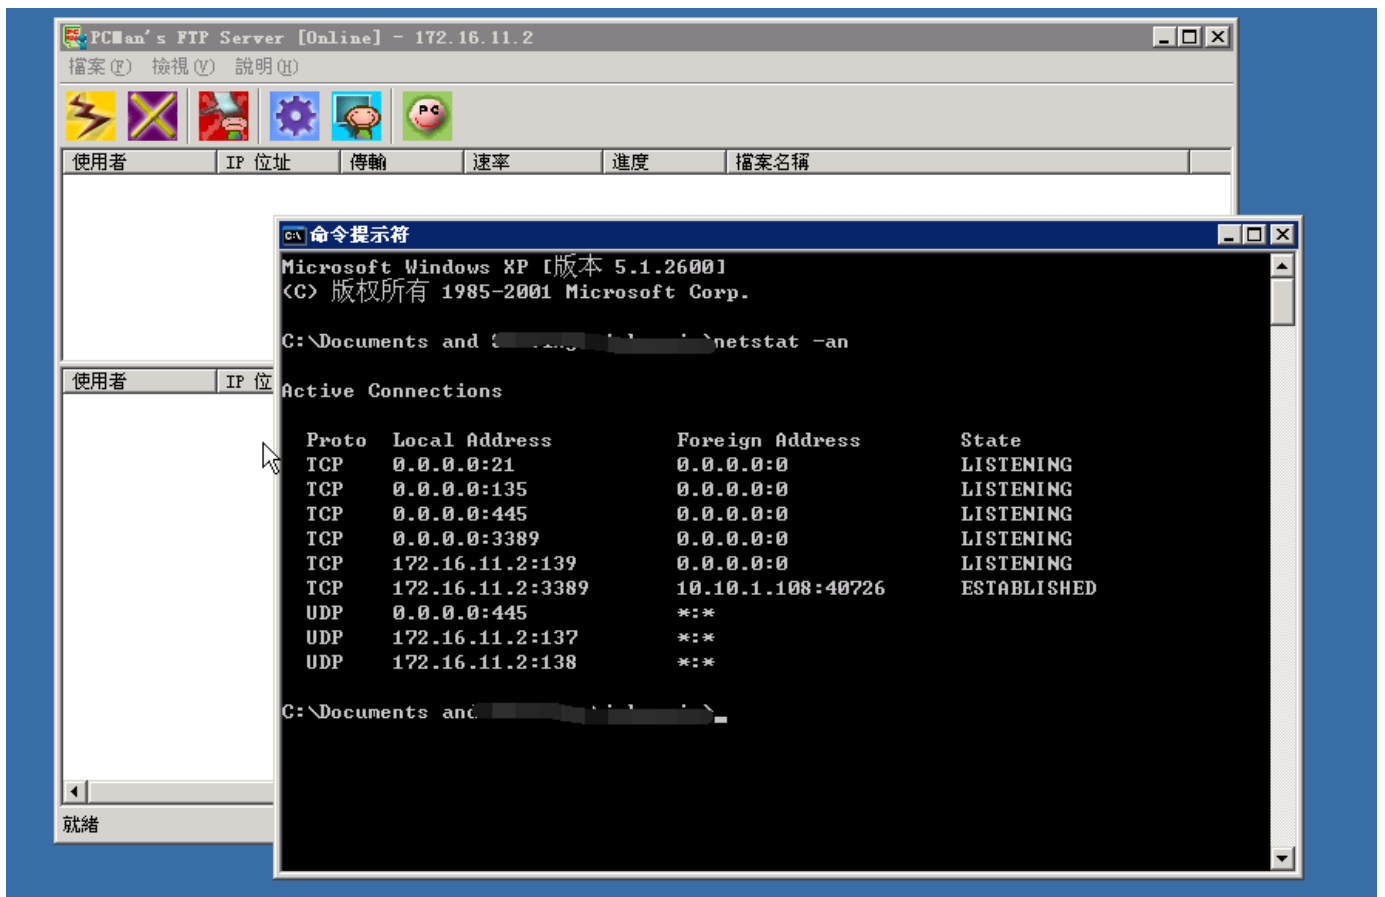 PCMan's FTP Server [Online] - 172.16.11.2
檔案(F) 檢視(V) 說明(H)
使用者 IP 位址 傳輸 速率 進度 檔案名稱
使用者 IP 位
就緒
命令提示符
Microsoft Windows XP [版本 5.1.2600]
(C) 版权所有 1985-2001 Microsoft Corp.
C:\Documents and netstat -an
Active Connections
Proto Local Address Foreign Address State
TCP 0.0.0.0:21 0.0.0.0:0 LISTENING
TCP 0.0.0.0:135 0.0.0.0:0 LISTENING
TCP 0.0.0.0:445 0.0.0.0:0 LISTENING
TCP 0.0.0.0:3389 0.0.0.0:0 LISTENING
TCP 172.16.11.2:139 0.0.0.0:0 LISTENING
TCP 172.16.11.2:3389 10.10.1.108:40726 ESTABLISHED
UDP 0.0.0.0:445 *:*
UDP 172.16.11.2:137 *:*
UDP 172.16.11.2:138 *:*
C:\Documents and